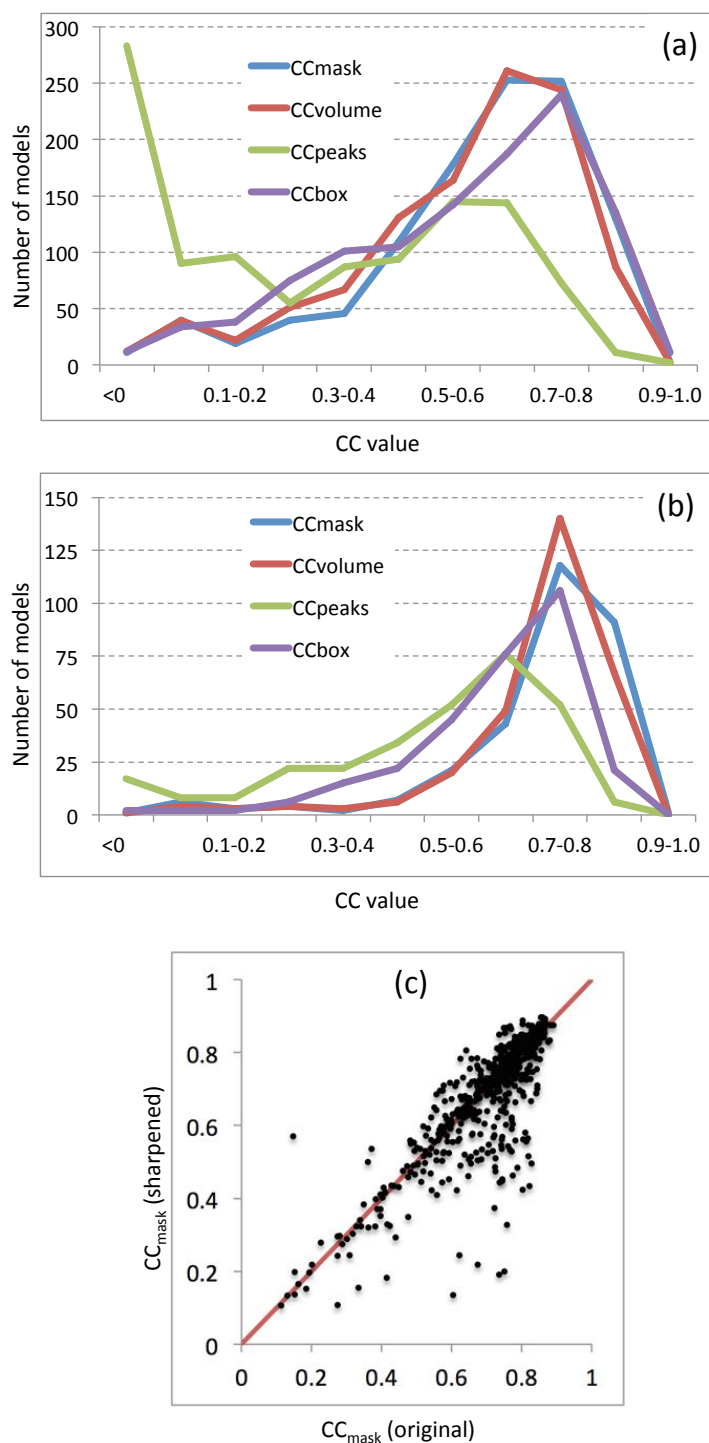 (a)
300
250
200
150
100
50
0
Number of models
CCmask
CCvolume
CCpeaks
CCbox
<0 0.1-0.2 0.3-0.4 0.5-0.6 0.7-0.8 0.9-1.0
CC value
(b)
150
125
100
75
50
25
0
Number of models
CCmask
CCvolume
CCpeaks
CCbox
<0 0.1-0.2 0.3-0.4 0.5-0.6 0.7-0.8 0.9-1.0
CC value
(c)
1
0.8
0.6
0.4
0.2
0
CCmask (sharpened)
0 0.2 0.4 0.6 0.8 1
CCmask (original)